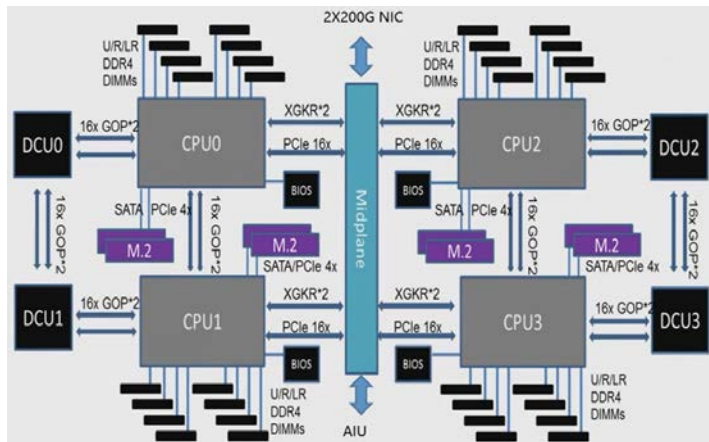 2X200G NIC
U/R/LR
DDR4
DIMMs
U/R/LR
DDR4
DIMMs
DCU0
16x GOP*2
CPU0
XGKR*2
PCIe 16x
XGKR*2
PCIe 16x
CPU2
16x GOP*2
DCU2
BIOS
BIOS
16x GOP*2
SATA PCIe 4x
16x GOP*2
M.2
M.2
SATA/PCIe 4x
Midplane
SATA PCIe 4x
16x GOP*2
M.2
M.2
SATA/PCIe 4x
16x GOP*2
DCU1
16x GOP*2
CPU1
XGKR*2
PCIe 16x
XGKR*2
PCIe 16x
CPU3
16x GOP*2
DCU3
BIOS
BIOS
U/R/LR
DDR4
DIMMs
U/R/LR
DDR4
DIMMs
AIU